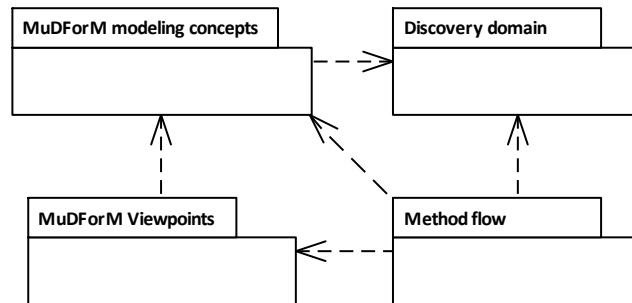 MuDForM modeling concepts
Discovery domain
MuDForM Viewpoints
Method flow